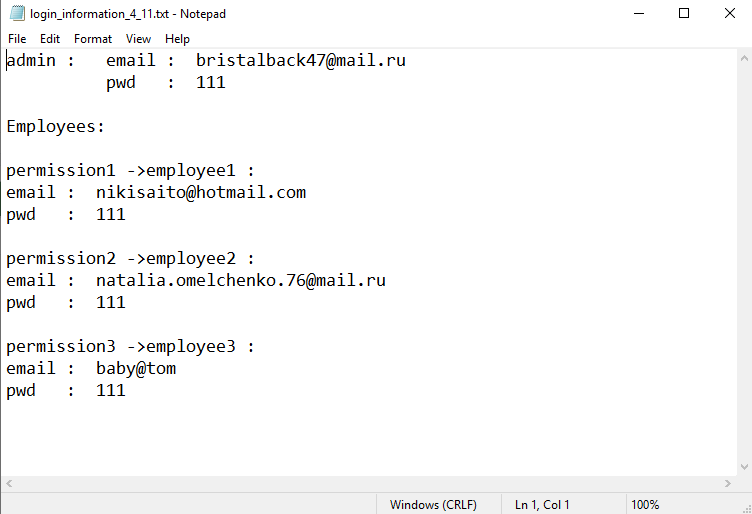 login_information_4_11.txt - Notepad
File Edit Format View Help
admin :   email :  bristalback47@mail.ru
          pwd   :  111
Employees:
permission1 ->employee1 :
email :  nikisaito@hotmail.com
pwd   :  111
permission2 ->employee2 :
email :  natalia.omelchenko.76@mail.ru
pwd   :  111
permission3 ->employee3 :
email :  baby@tom
pwd   :  111
Windows (CRLF) Ln 1, Col 1 100%